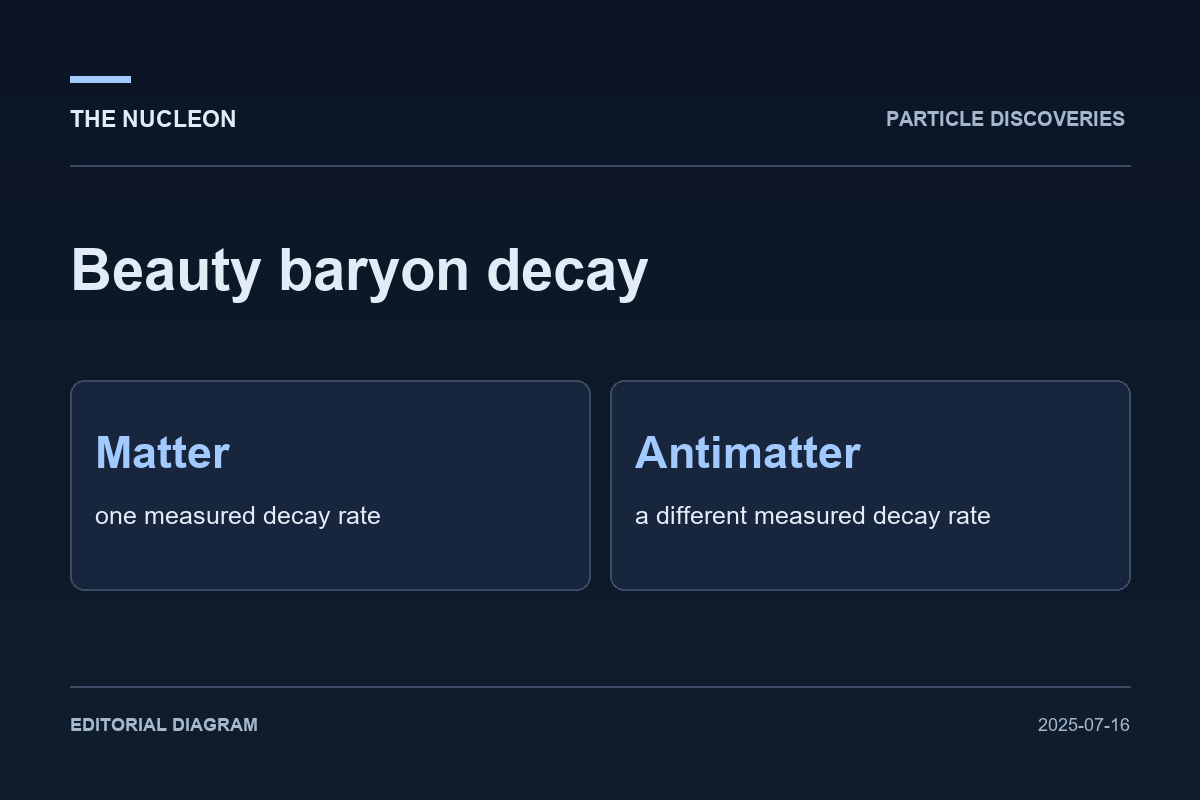 THE NUCLEON
PARTICLE DISCOVERIES
Beauty baryon decay
Matter
one measured decay rate
Antimatter
a different measured decay rate
EDITORIAL DIAGRAM
2025-07-16